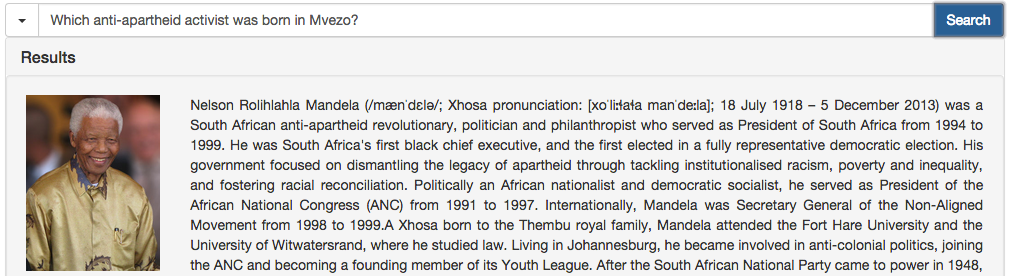 Which anti-apartheid activist was born in Mvezo?
Search
Results
Nelson Rolihlahla Mandela (/mænˈdɛlə/; Xhosa pronunciation: [xoˈliɬaɬa manˈdeːla]; 18 July 1918 – 5 December 2013) was a
South African anti-apartheid revolutionary, politician and philanthropist who served as President of South Africa from 1994 to
1999. He was South Africa's first black chief executive, and the first elected in a fully representative democratic election. His
government focused on dismantling the legacy of apartheid through tackling institutionalised racism, poverty and inequality,
and fostering racial reconciliation. Politically an African nationalist and democratic socialist, he served as President of the
African National Congress (ANC) from 1991 to 1997. Internationally, Mandela was Secretary General of the Non-Aligned
Movement from 1998 to 1999.A Xhosa born to the Thembu royal family, Mandela attended the Fort Hare University and the
University of Witwatersrand, where he studied law. Living in Johannesburg, he became involved in anti-colonial politics, joining
the ANC and becoming a founding member of its Youth League. After the South African National Party came to power in 1948,